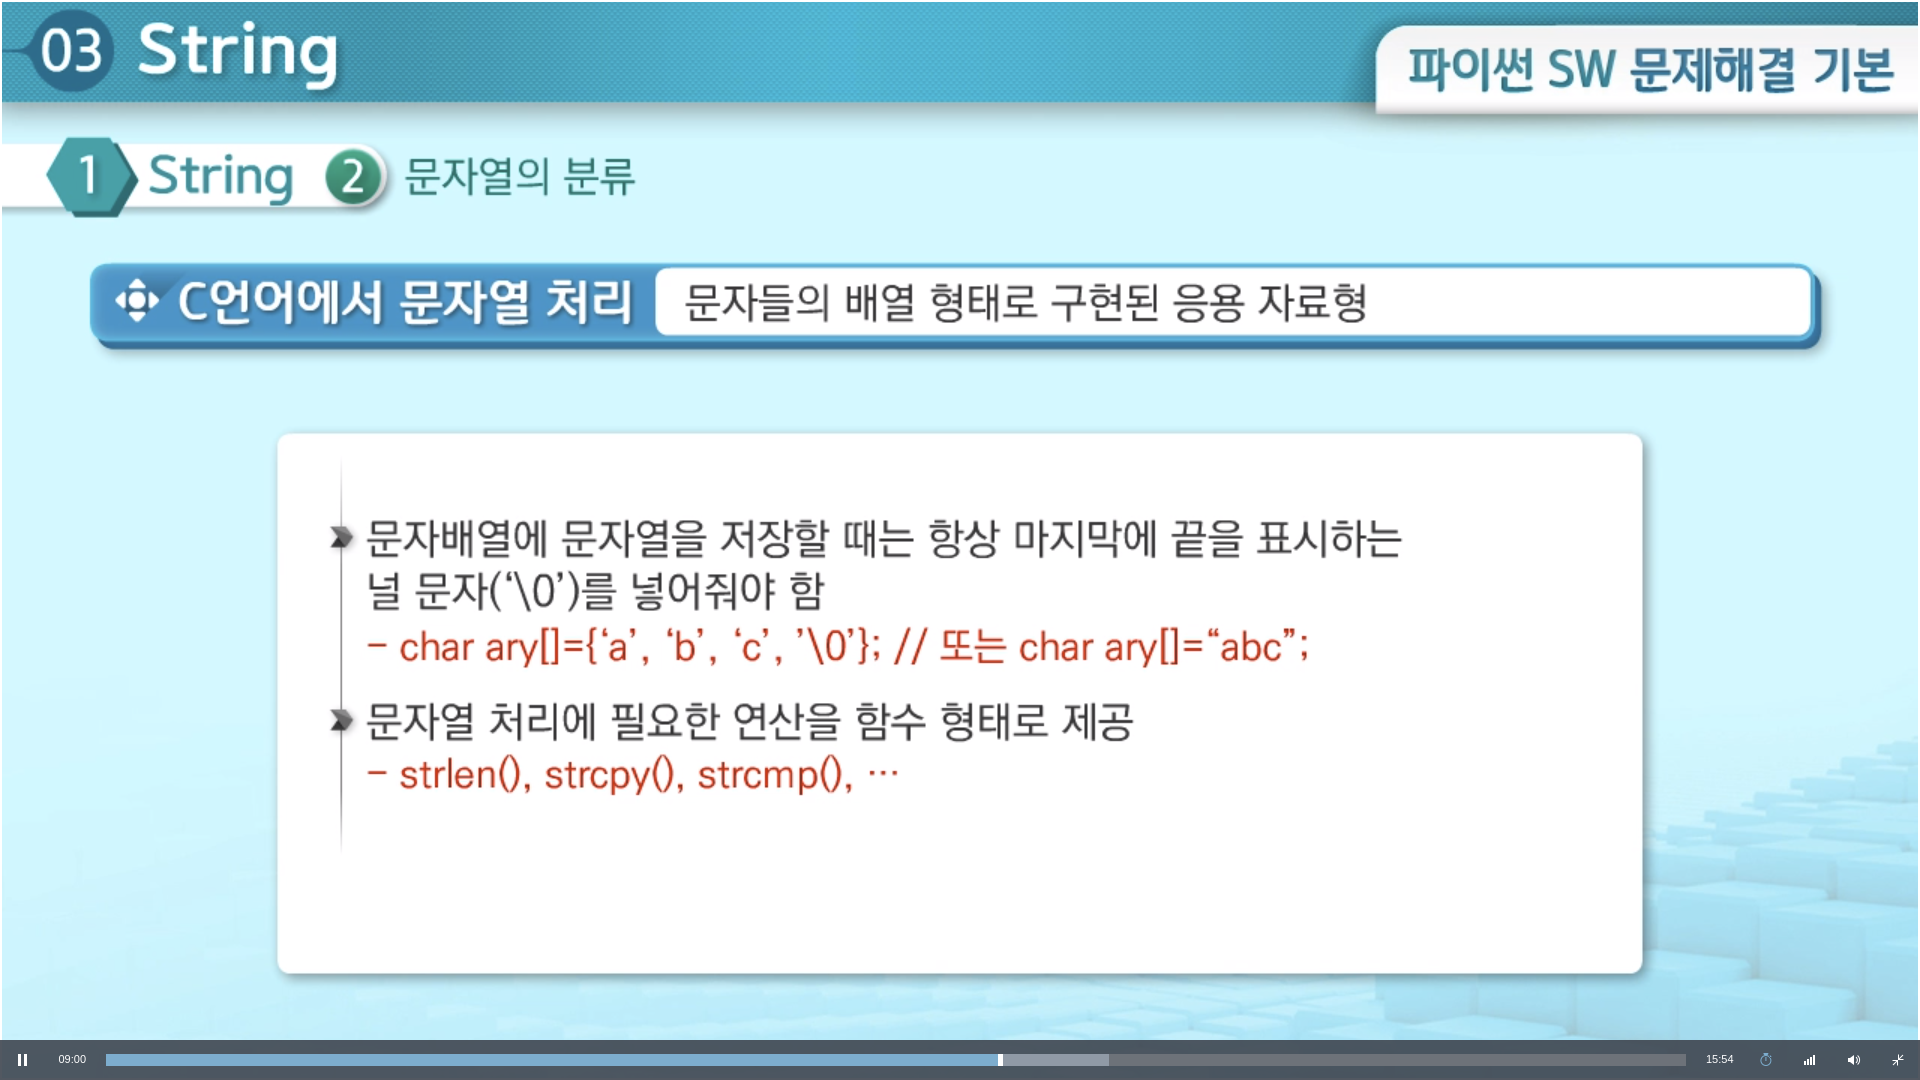 03 String
파이썬 SW 문제해결 기본
1 String 2 문자열의 분류
C언어에서 문자열 처리 문자들의 배열 형태로 구현된 응용 자료형
문자배열에 문자열을 저장할 때는 항상 마지막에 끝을 표시하는
널 문자(‘\0’)를 넣어줘야 함
– char ary[]={‘a’, ‘b’, ‘c’, ’\0’}; // 또는 char ary[]=“abc”;
문자열 처리에 필요한 연산을 함수 형태로 제공
– strlen(), strcpy(), strcmp(), …
09:00 15:54